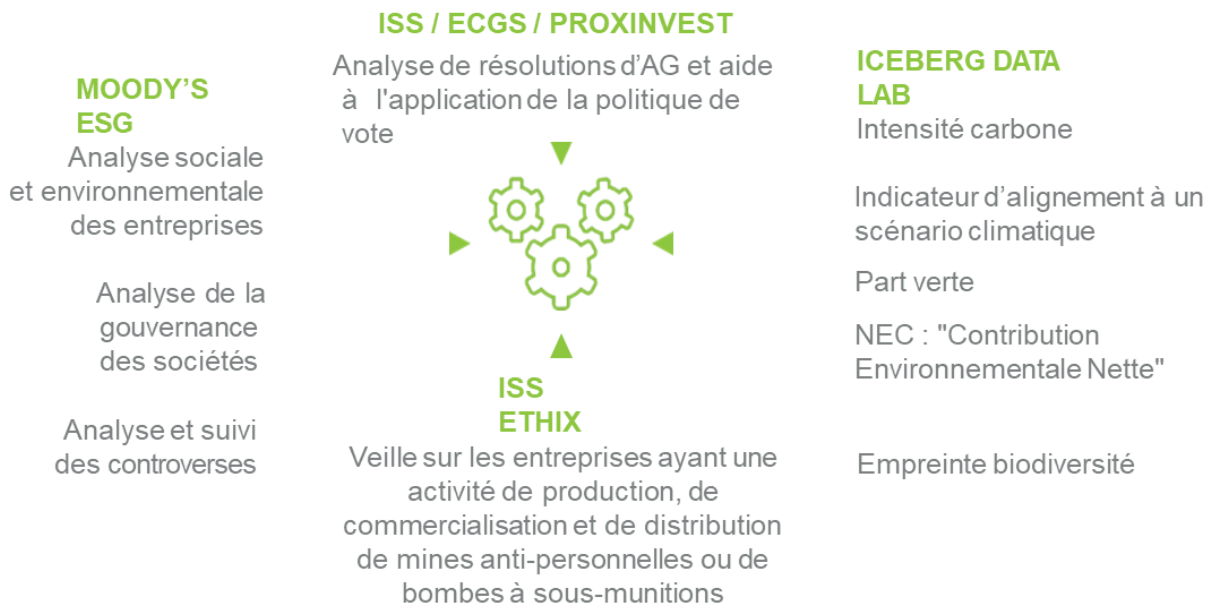 ISS / ECGS / PROXINVEST
Analyse de résolutions d'AG et aide
à l'application de la politique de
vote
MOODY'S
ESG
Analyse sociale
et environnementale
des entreprises
Analyse de la
gouvernance
des sociétés
Analyse et suivi
des controverses
ICEBERG DATA
LAB
Intensité carbone
Indicateur d'alignement à un
scénario climatique
Part verte
NEC : "Contribution
Environnementale Nette"
Empreinte biodiversité
ISS
ETHIX
Veille sur les entreprises ayant une
activité de production, de
commercialisation et de distribution
de mines anti-personnelles ou de
bombes à sous-munitions